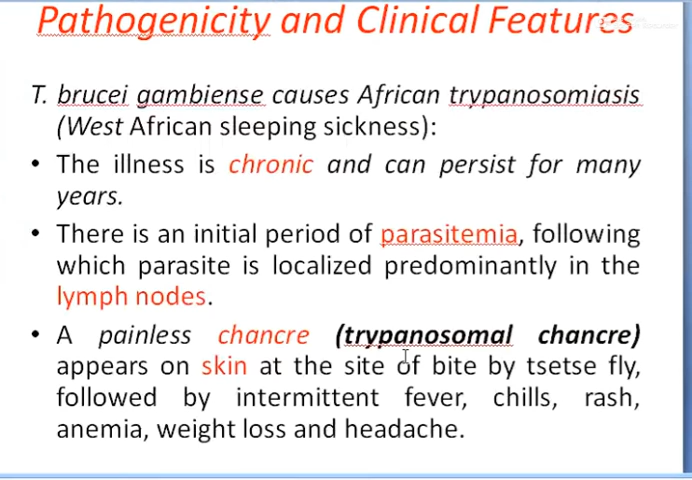 Pathogenicity and Clinical Features
T. brucei gambiense causes African trypanosomiasis
(West African sleeping sickness):
• The illness is chronic and can persist for many
years.
• There is an initial period of parasitemia, following
which parasite is localized predominantly in the
lymph nodes.
• A painless chancre (trypanosomal chancre)
appears on skin at the site of bite by tsetse fly,
followed by intermittent fever, chills, rash,
anemia, weight loss and headache.